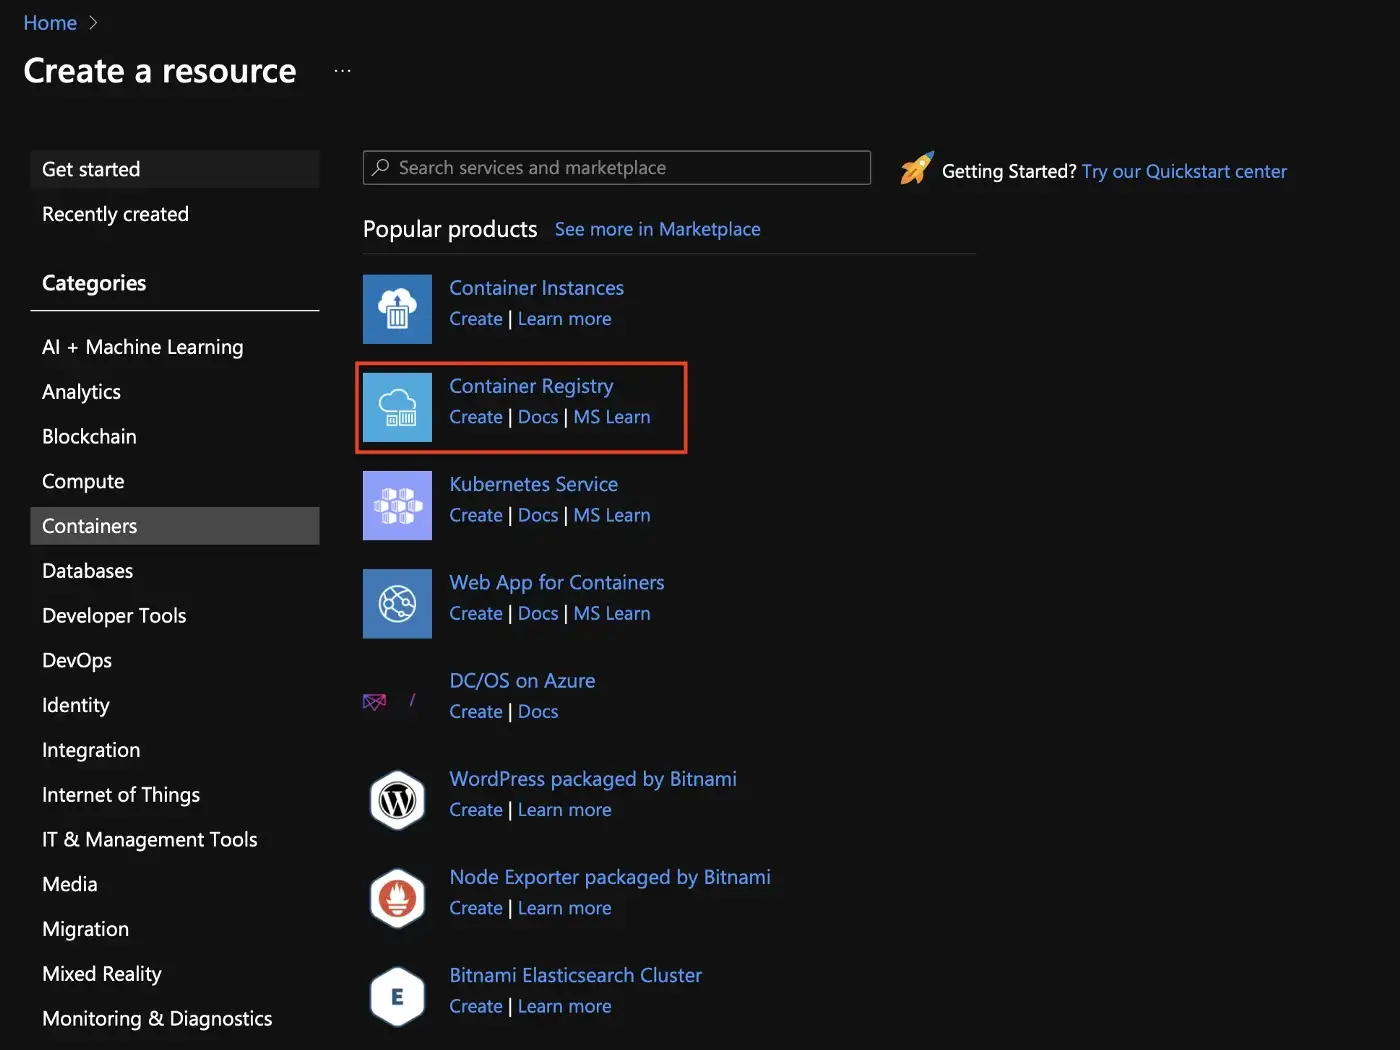 Home >
Create a resource ...
Get started
Recently created
Categories
AI + Machine Learning
Analytics
Blockchain
Compute
Containers
Databases
Developer Tools
DevOps
Identity
Integration
Internet of Things
IT & Management Tools
Media
Migration
Mixed Reality
Monitoring & Diagnostics
Search services and marketplace
Getting Started? Try our Quickstart center
Popular products See more in Marketplace
Container Instances
Create | Learn more
Container Registry
Create | Docs | MS Learn
Kubernetes Service
Create | Docs | MS Learn
Web App for Containers
Create | Docs | MS Learn
DC/OS on Azure
Create | Docs
WordPress packaged by Bitnami
Create | Learn more
Node Exporter packaged by Bitnami
Create | Learn more
E
Bitnami Elasticsearch Cluster
Create | Learn more